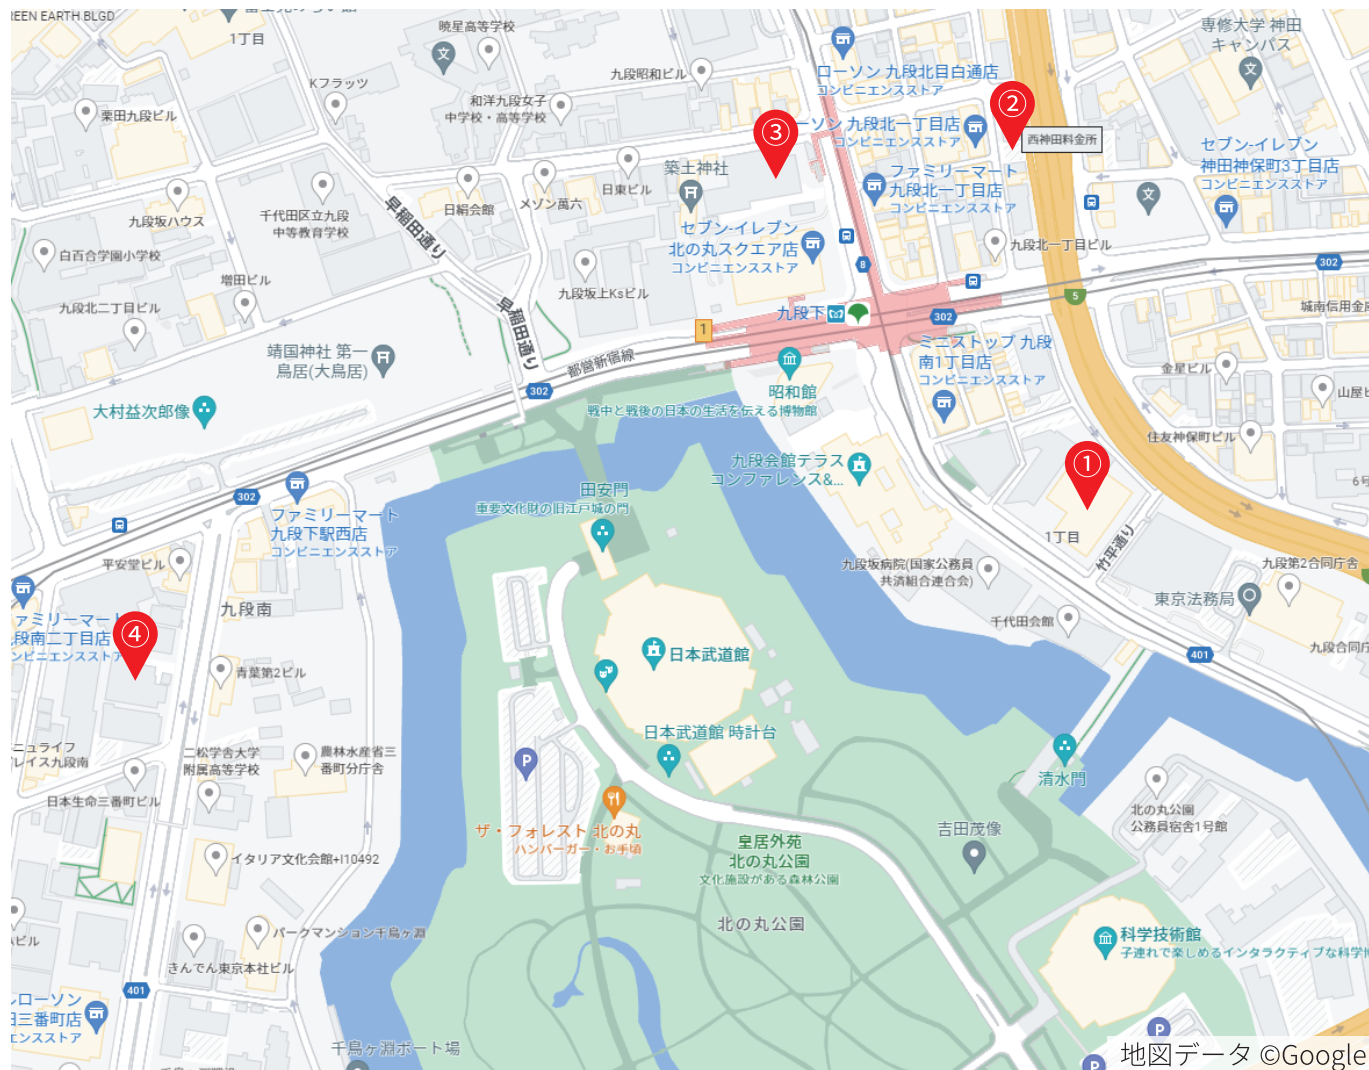 REEN EARTH BLGD
1丁目
暁星高等学校
九段昭和ビル
ローソン 九段北目白通店
コンビニエンスストア
専修大学 神田
キャンパス
Kフラッツ
栗田九段ビル
和洋九段女子
中学校・高等学校
②
③
ーソン 九段北一丁目店
コンビニエンスストア
西神田料金所
セブン-イレブン
神田神保町3丁目店
コンビニエンスストア
築土神社
ファミリーマート
九段北一丁目店
コンビニエンスストア
日東ビル
日絹会館
メゾン萬六
九段坂ハウス
千代田区立九段
中等教育学校
早稲田通り
セブン-イレブン
北の丸スクエア店
コンビニエンスストア
九段北一丁目ビル
白百合学園小学校
増田ビル
九段坂上Ksビル
8
302
5
九段北二丁目ビル
早稲田通り
九段下
302
城南信用金庫
1
靖国神社 第一
鳥居(大鳥居)
都営新宿線
ミニストップ 九段
南1丁目店
コンビニエンスストア
金星ビル
302
昭和館
戦中と戦後の日本の生活を伝える博物館
山屋ビ
大村益次郎像
住友神保町ビル
九段会館テラス
コンファレンス&...
①
6号
302
田安門
重要文化財の旧江戸城の門
ファミリーマート
九段下駅西店
コンビニエンスストア
1丁目
竹平通り
平安堂ビル
九段坂病院(国家公務員
共済組合連合会)
九段第2合同庁舎
東京法務局
九段南
ァミリーマート
段南二丁目店
ンビニエンスストア
④
千代田会館
九段合同庁
401
日本武道館
青葉第2ビル
日本武道館 時計台
ニュライフ
レイス九段南
二松学舎大学
附属高等学校
農林水産省三
番町分庁舎
P
清水門
日本生命三番町ビル
北の丸公園
公務員宿舎1号館
ザ・フォレスト 北の丸
ハンバーガー・お手頃
皇居外苑
北の丸公園
文化施設がある森林公園
吉田茂像
イタリア文化会館+I10492
北の丸公園
パークマンション千鳥ヶ淵
科学技術館
子連れで楽しめるインタラクティブな科学博
きんでん東京本社ビル
401
ルローソン
三番町店
エンスストア
千鳥ヶ淵ボート場
P
P
地図データ ©Google